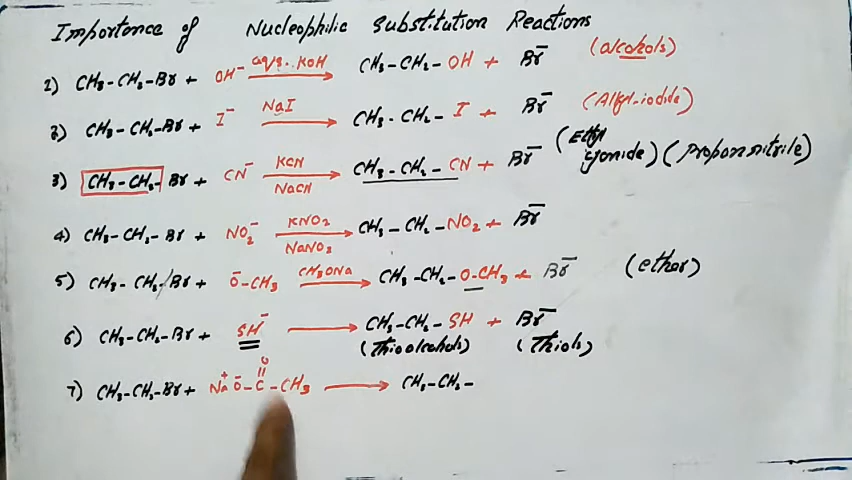 Importance of Nucleophilic Substitution Reactions
1) CH3-CH2-Br + OH⁻ aqs. KOH → CH3-CH2-OH + Br⁻ (alcohols)
2) CH3-CH2-Br + I⁻ NaI → CH3-CH2-I + Br⁻ (Alkyl-iodide)
3) CH3-CH2-Br + CN⁻ KCN NaCN → CH3-CH2-CN + Br⁻ (Ethyl cyonide) (Propannitrile)
4) CH3-CH2-Br + NO2⁻ KNO2 NaNO2 → CH3-CH2-NO2 + Br⁻
5) CH3-CH2-Br + Ō-CH3 CH3ONa → CH3-CH2-O-CH3 + Br⁻ (ether)
6) CH3-CH2-Br + SH⁻ → CH3-CH2-SH + Br⁻
(Thioalcohols) (Thiols)
7) CH3-CH2-Br + Na⁺ Ō-C(=O)-CH3 → CH3-CH2-